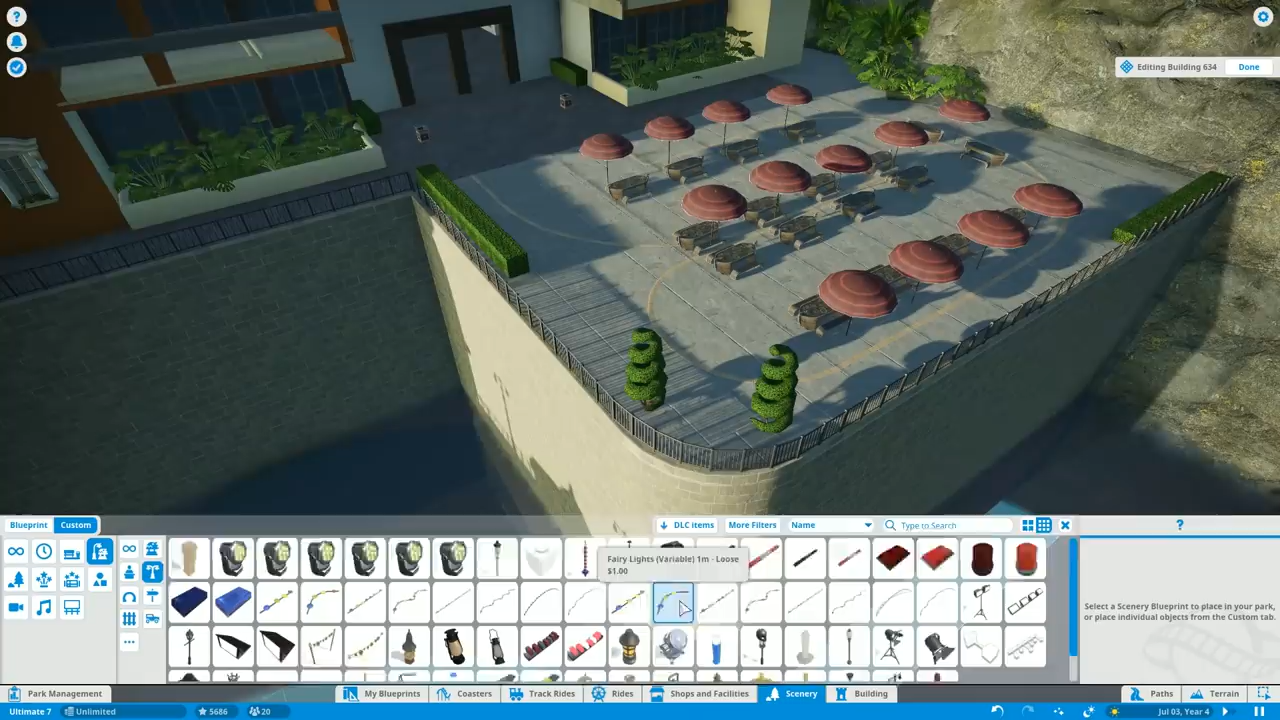 Editing Building 634
Done
Blueprint
Custom
DLC items
More Filters
Name
Type to Search
Fairy Lights (Variable) 1m - Loose
$1.00
Select a Scenery Blueprint to place in your park,
or place individual objects from the Custom tab.
Park Management
My Blueprints
Coasters
Track Rides
Rides
Shops and Facilities
Scenery
Building
Paths
Terrain
Ultimate 7
Unlimited
5686
20
Jul 03, Year 4